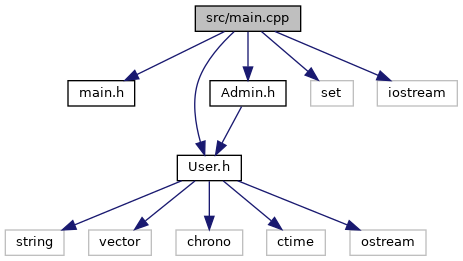 src/main.cpp
main.h
Admin.h
set
iostream
User.h
string
vector
chrono
ctime
ostream